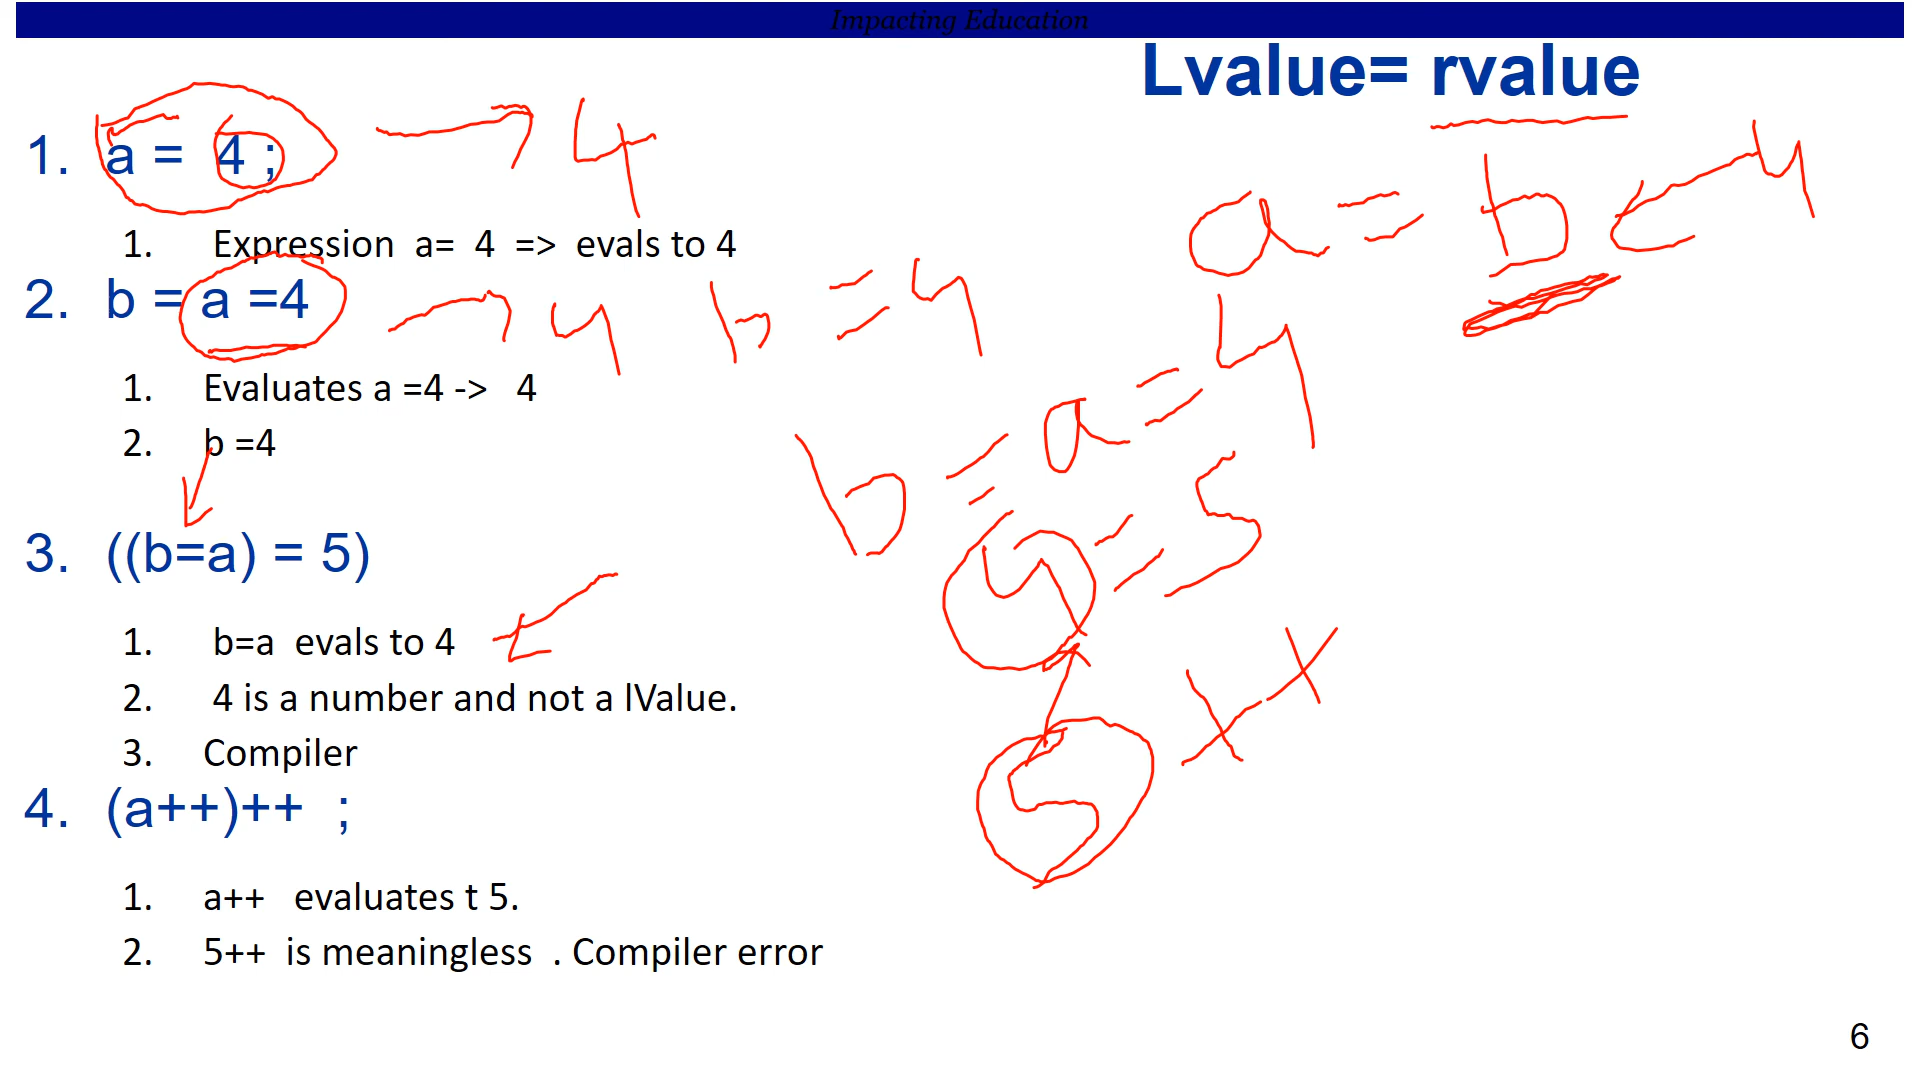 Impacting Education
Lvalue= rvalue
1. a = 4 ;
4
a = b 4
1. Expression a= 4 => evals to 4
2. b = a =4
4 b = 4
1. Evaluates a =4 -> 4
b = a = 4
2. b =4
3. ((b=a) = 5)
4 = 5
1. b=a evals to 4
2. 4 is a number and not a lValue.
3. Compiler
4. (a++)++ ;
5 ++
1. a++ evaluates t 5.
2. 5++ is meaningless . Compiler error
6